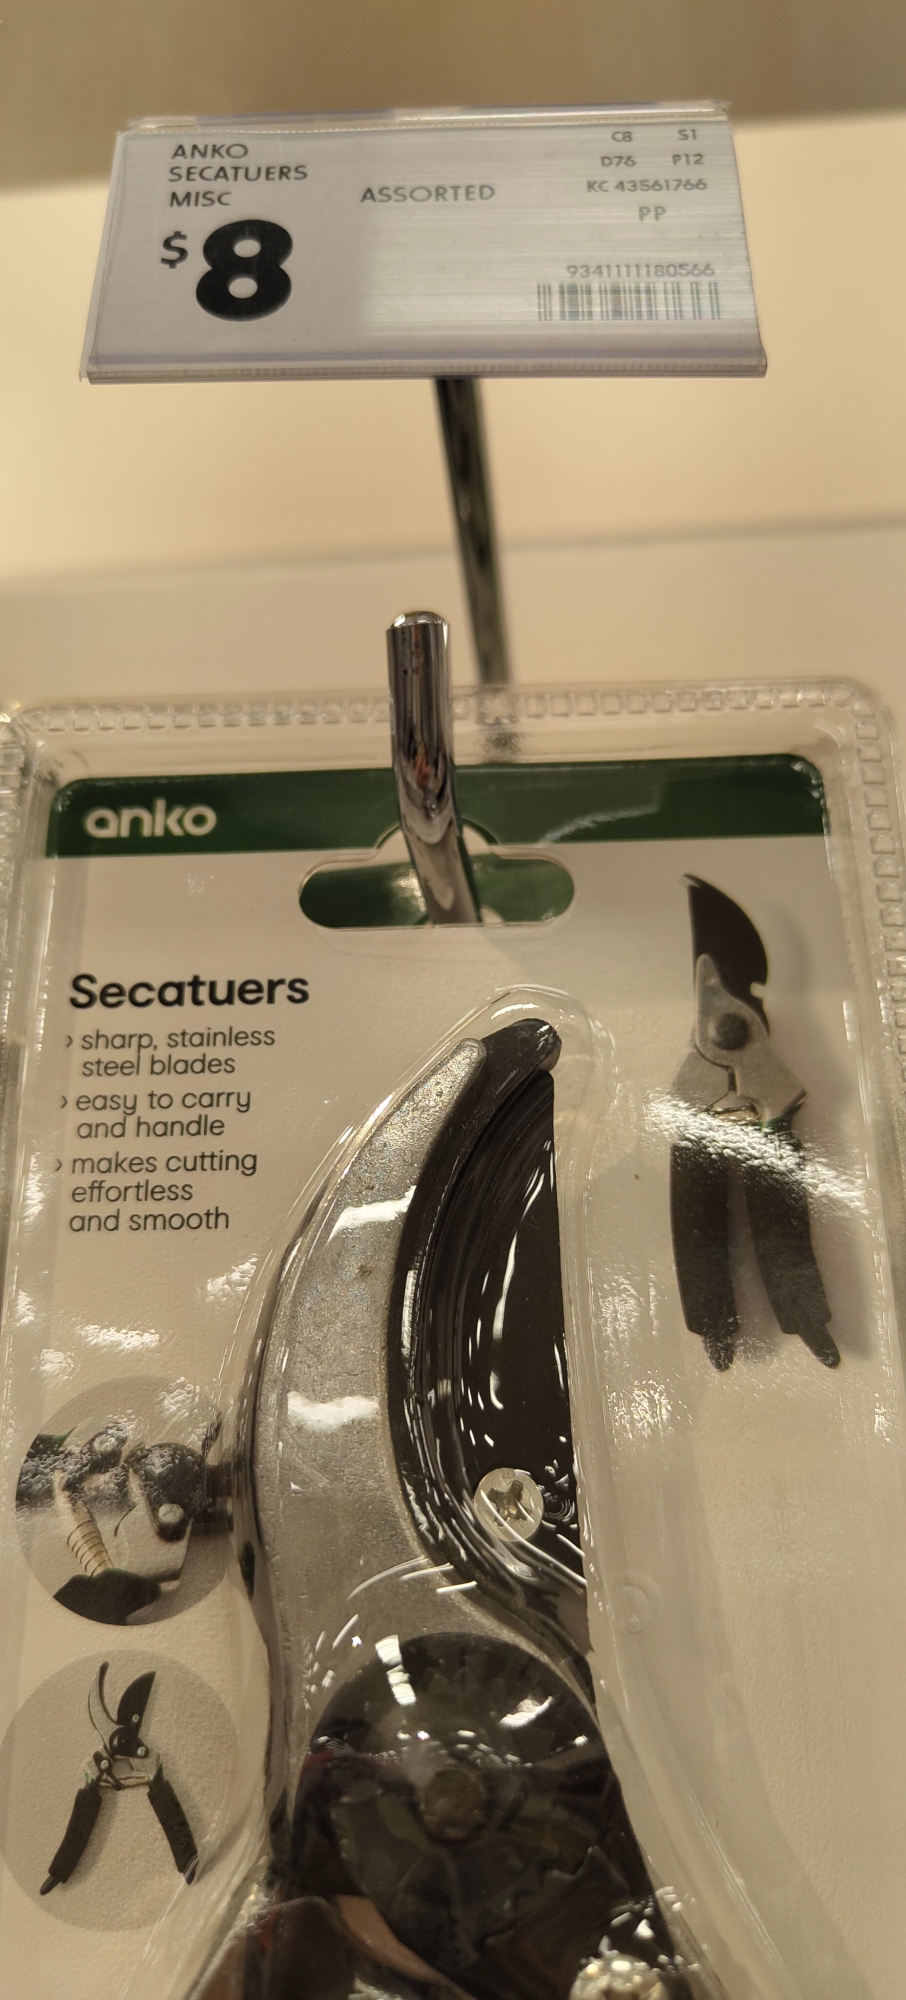 ANKO
SECATUERS
MISC
ASSORTED
$8
C8 S1
D76 P12
KC 43561766
PP
9341111180566
anko
Secatuers
› sharp, stainless
steel blades
› easy to carry
and handle
› makes cutting
effortless
and smooth